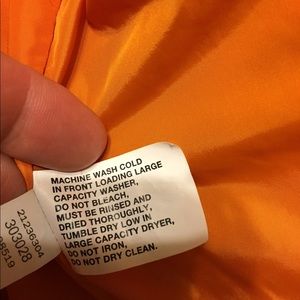 MACHINE WASH COLD
IN FRONT LOADING LARGE
CAPACITY WASHER,
DO NOT BLEACH,
MUST BE RINSED AND
DRIED THOROUGHLY,
TUMBLE DRY LOW IN
LARGE CAPACITY DRYER,
DO NOT IRON,
DO NOT DRY CLEAN.
21236304
303028